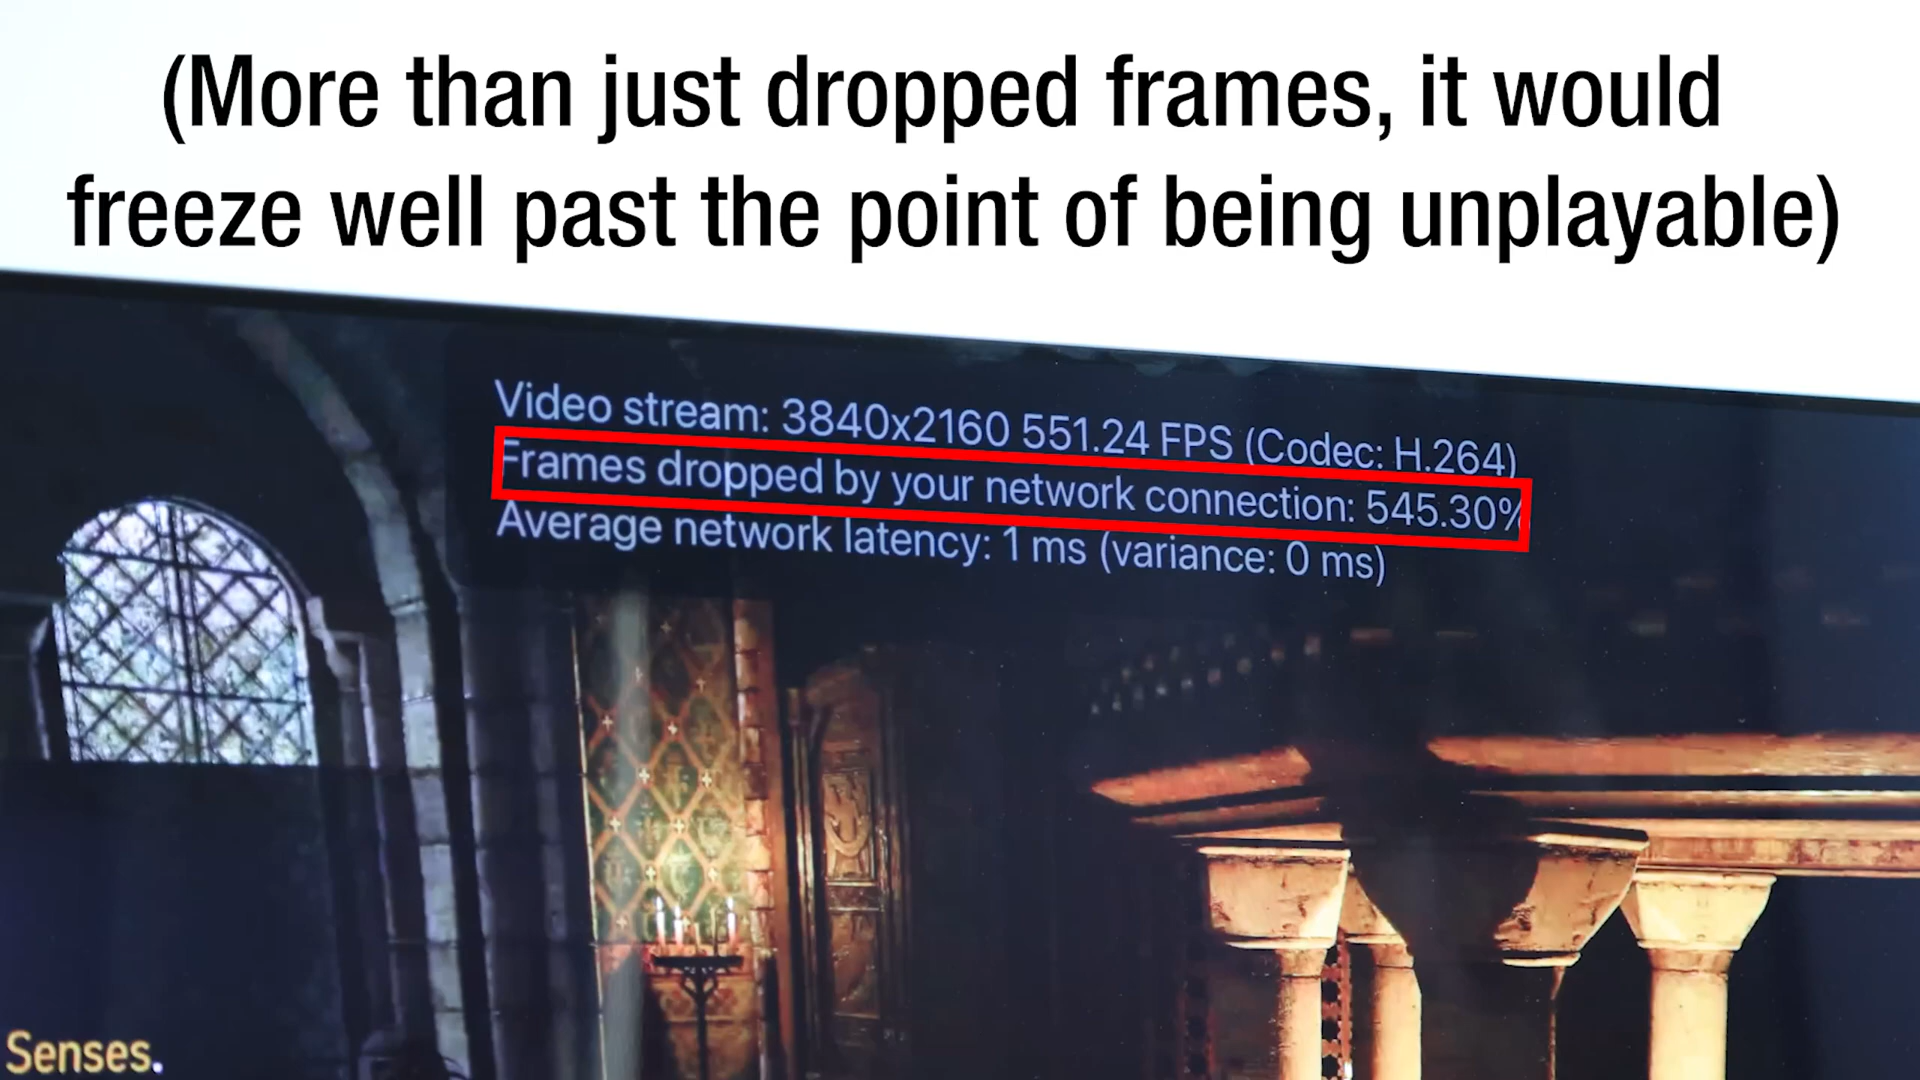 (More than just dropped frames, it would
freeze well past the point of being unplayable)
Video stream: 3840x2160 551.24 FPS (Codec: H.264)
Frames dropped by your network connection: 545.30%
Average network latency: 1 ms (variance: 0 ms)
Senses.